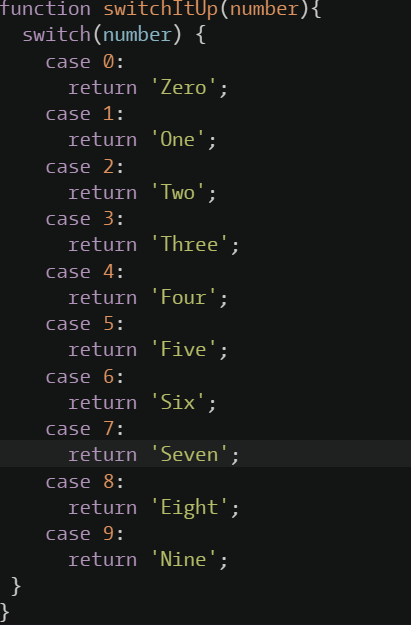 function switchItUp(number){
  switch(number) {
    case 0:
      return 'Zero';
    case 1:
      return 'One';
    case 2:
      return 'Two';
    case 3:
      return 'Three';
    case 4:
      return 'Four';
    case 5:
      return 'Five';
    case 6:
      return 'Six';
    case 7:
      return 'Seven';
    case 8:
      return 'Eight';
    case 9:
      return 'Nine';
 }
}